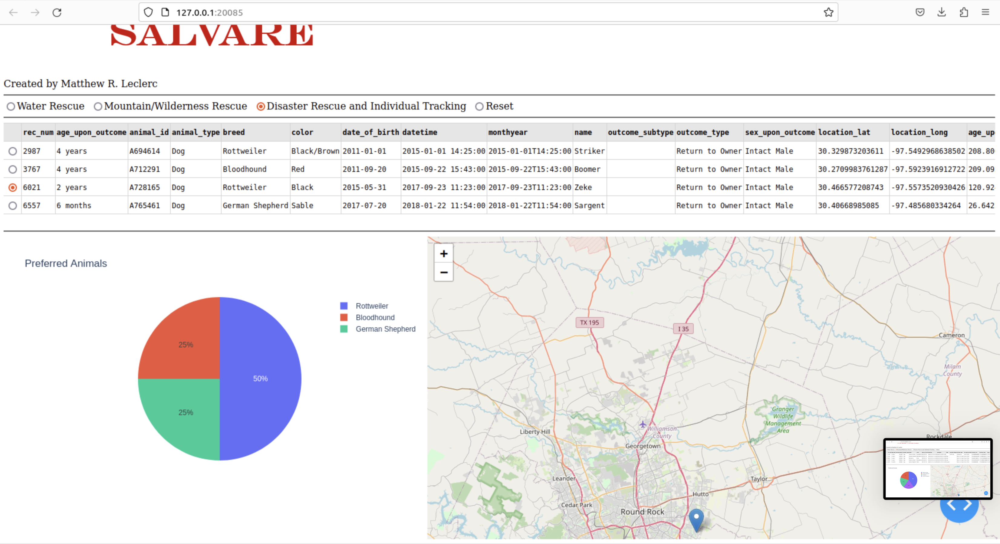 127.0.0.1:20085
SALVARE
Created by Matthew R. Leclerc
Water Rescue Mountain/Wilderness Rescue Disaster Rescue and Individual Tracking Reset
rec_num age_upon_outcome animal_id animal_type breed color date_of_birth datetime monthyear name outcome_subtype outcome_type sex_upon_outcome location_lat location_long age_up
2987 4 years A694614 Dog Rottweiler Black/Brown 2011-01-01 2015-01-01 14:25:00 2015-01-01T14:25:00 Striker Return to Owner Intact Male 30.329873203611 -97.5492968638502 208.80
3767 4 years A712291 Dog Bloodhound Red 2011-09-20 2015-09-22 15:43:00 2015-09-22T15:43:00 Boomer Return to Owner Intact Male 30.2709983761287 -97.5923916912722 209.09
6021 2 years A728165 Dog Rottweiler Black 2015-05-31 2017-09-23 11:23:00 2017-09-23T11:23:00 Zeke Return to Owner Intact Male 30.466577208743 -97.5573520930426 120.92
6557 6 months A765461 Dog German Shepherd Sable 2017-07-20 2018-01-22 11:54:00 2018-01-22T11:54:00 Sargent Return to Owner Intact Male 30.40668985085 -97.485680334264 26.642
Preferred Animals
Rottweiler
Bloodhound
German Shepherd
25%
50%
25%
+
−
TX 195
I 35
Cameron
Milam
County
Granger
Wildlife
Management
Area
Liberty Hill
Williamson
County
Georgetown
Rockdale
Leander
Taylor
Hutto
Cedar Park
Round Rock